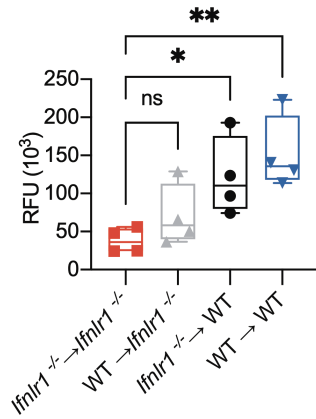 **
*
ns
250
200
150
100
50
0
RFU (10³)
Ifnlr1 -/-→Ifnlr1 -/-
WT →Ifnlr1 -/-
Ifnlr1 -/-→ WT
WT → WT